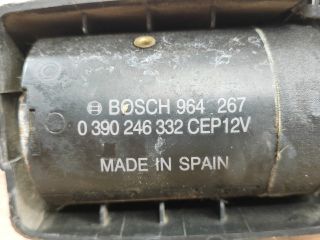 BOSCH 964 267
0 390 246 332 CEP12V
MADE IN SPAIN